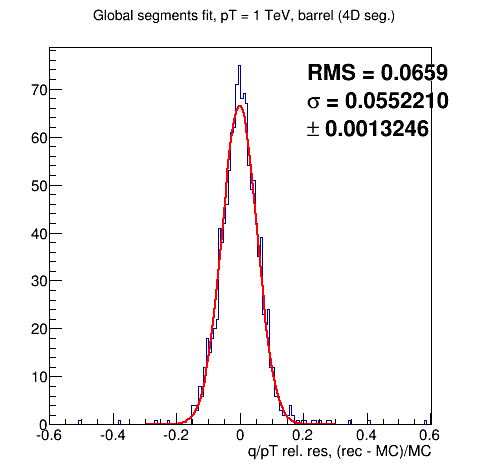 Global segments fit, pT = 1 TeV, barrel (4D seg.)
RMS = 0.0659
σ = 0.0552210
± 0.0013246
70
60
50
40
30
20
10
0
-0.6 -0.4 -0.2 0 0.2 0.4 0.6
q/pT rel. res, (rec - MC)/MC